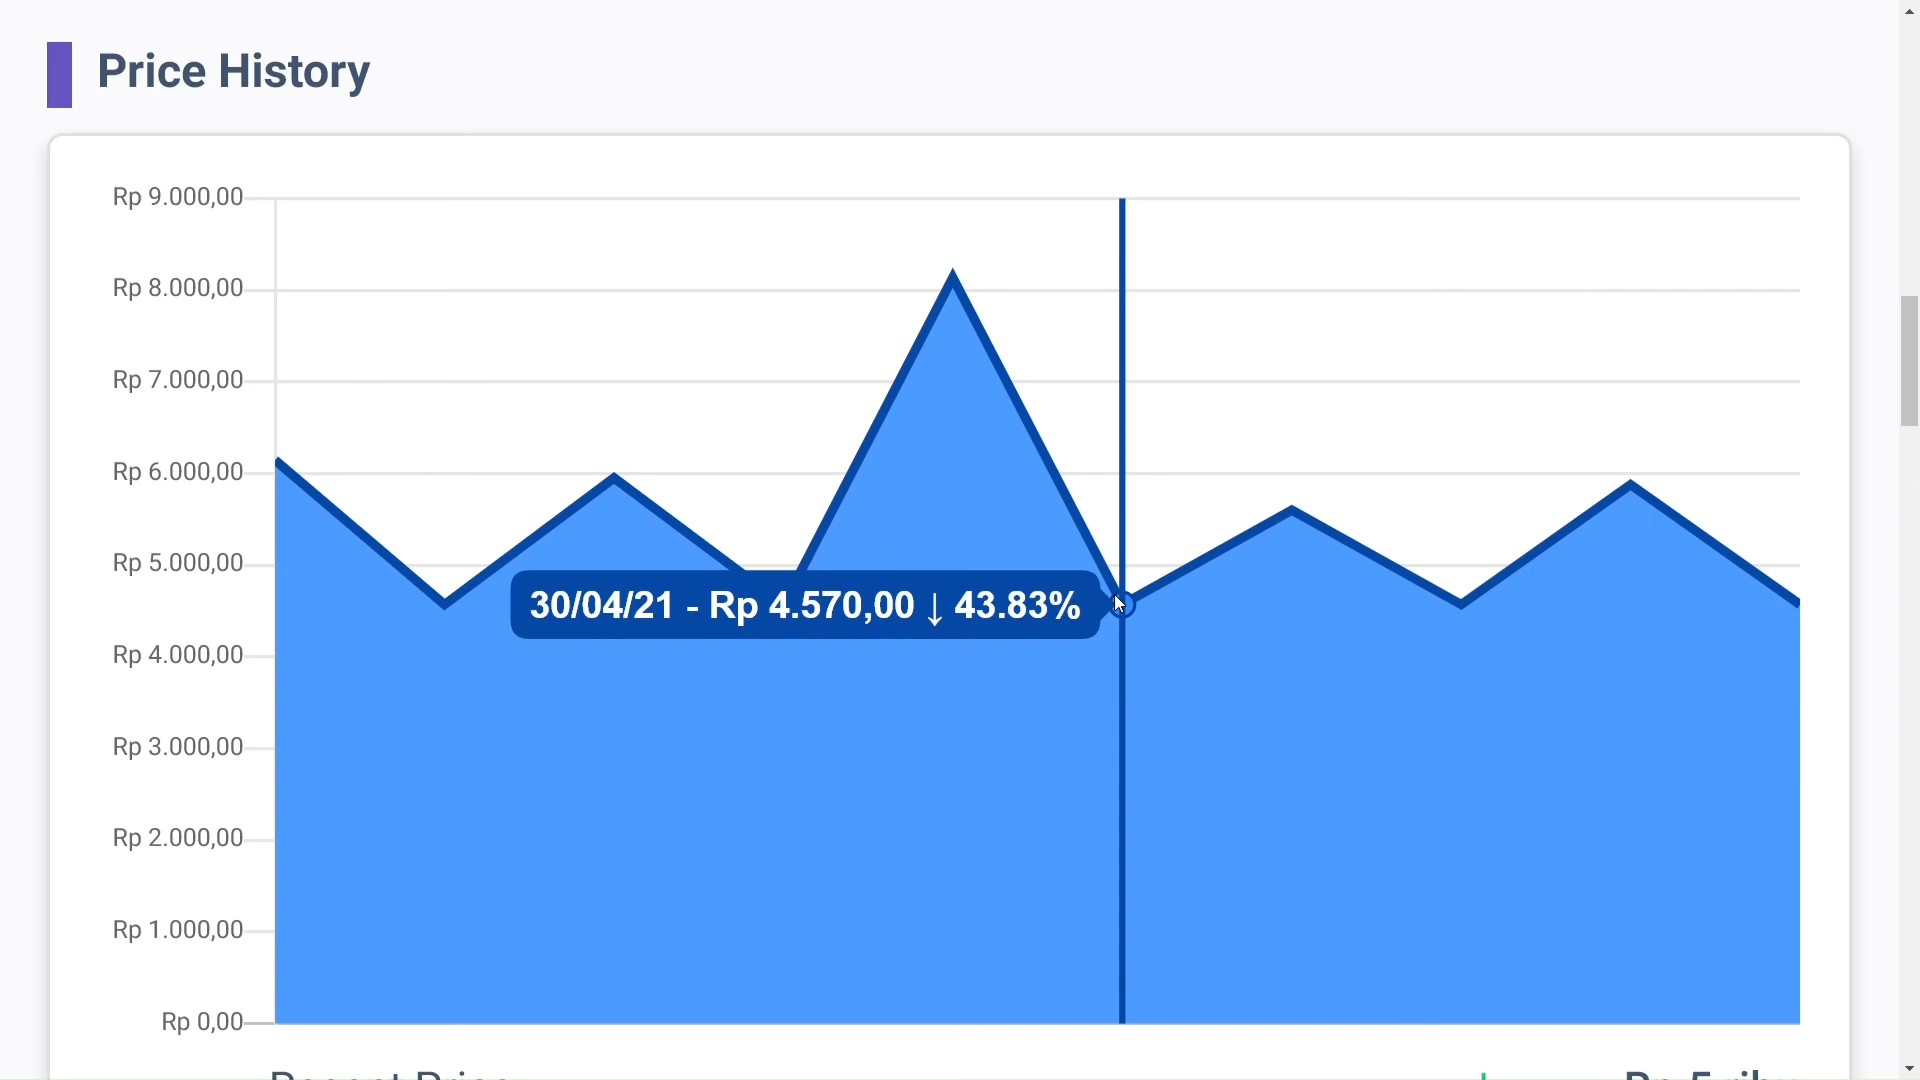 Price History
Rp 9.000,00
Rp 8.000,00
Rp 7.000,00
Rp 6.000,00
Rp 5.000,00
30/04/21 - Rp 4.570,00 ↓ 43.83%
Rp 4.000,00
Rp 3.000,00
Rp 2.000,00
Rp 1.000,00
Rp 0,00